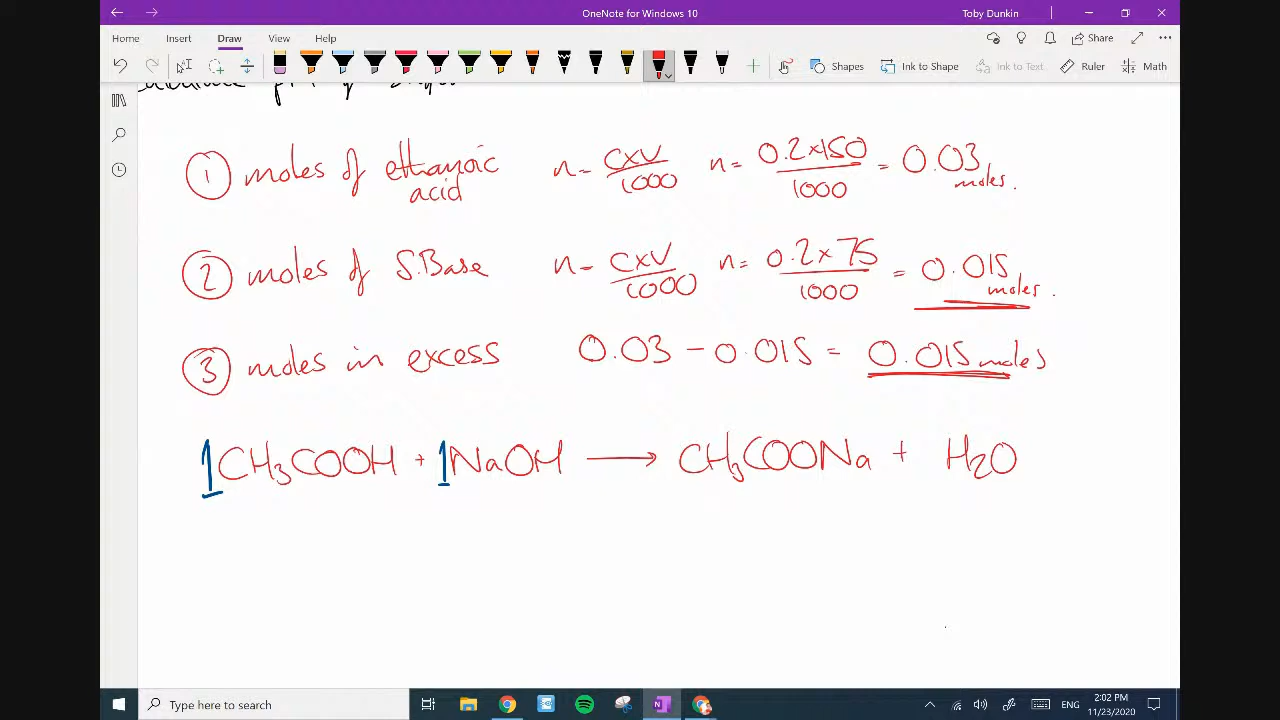 OneNote for Windows 10
Toby Dunkin
Home Insert Draw View Help
Share
Shapes Ink to Shape Ink to Text Ruler Math
① moles of ethanoic acid n = CxV/1000 n = 0.2x150/1000 = 0.03 moles.
② moles of S.Base n = CxV/1000 n = 0.2x75/1000 = 0.015 moles.
③ moles in excess 0.03 - 0.015 = 0.015 moles
1CH3COOH + 1NaOH → CH3COONa + H2O
Type here to search
ENG
2:02 PM
11/23/2020